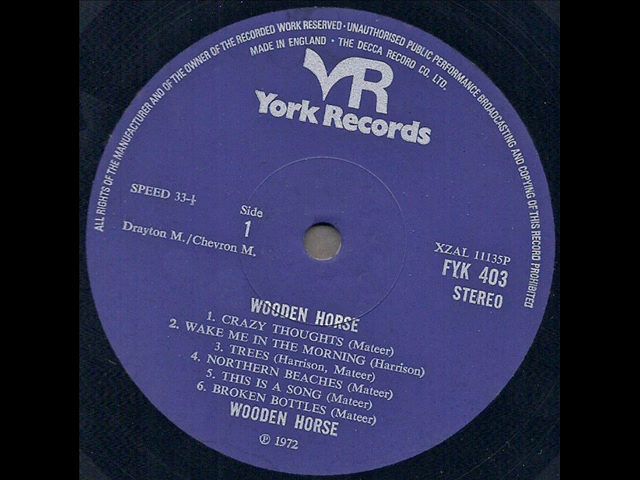 ALL RIGHTS OF THE MANUFACTURER AND OF THE OWNER OF THE RECORDED WORK RESERVED · UNAUTHORISED PUBLIC PERFORMANCE BROADCASTING AND COPYING OF THIS RECORD PROHIBITED
MADE IN ENGLAND · THE DECCA RECORD CO. LTD.
YR
York Records
SPEED 33-⅓
Side
1
Drayton M./Chevron M.
XZAL 11135P
FYK 403
STEREO
WOODEN HORSE
1. CRAZY THOUGHTS (Mateer)
2. WAKE ME IN THE MORNING (Harrison)
3. TREES (Harrison, Mateer)
4. NORTHERN BEACHES (Mateer)
5. THIS IS A SONG (Mateer)
6. BROKEN BOTTLES (Mateer)
WOODEN HORSE
℗ 1972